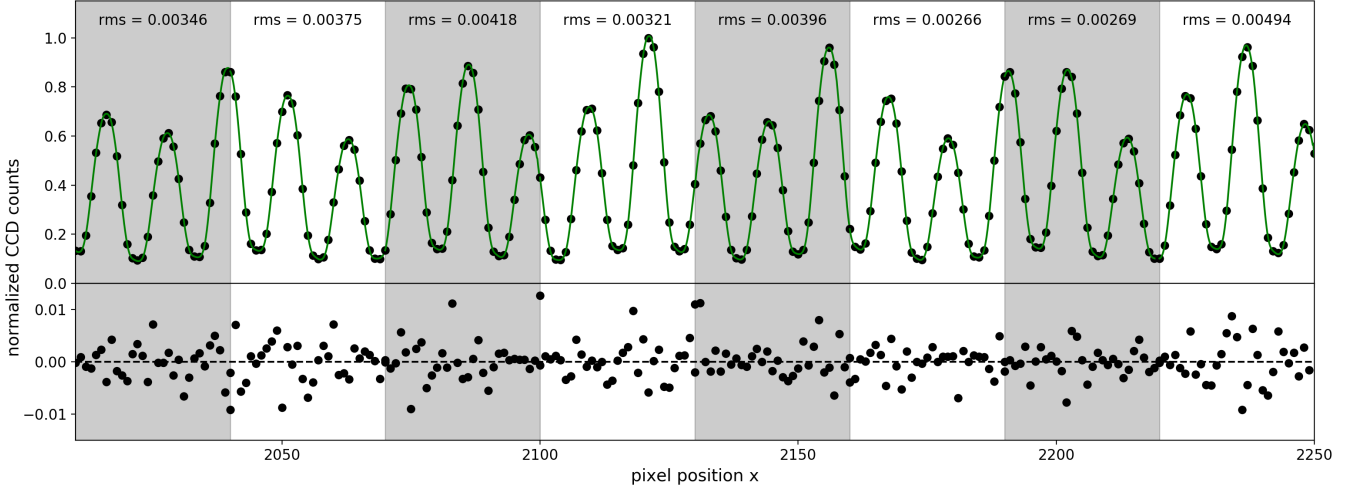 rms = 0.00346 rms = 0.00375 rms = 0.00418 rms = 0.00321 rms = 0.00396 rms = 0.00266 rms = 0.00269 rms = 0.00494
1.0
0.8
0.6
0.4
0.2
0.0
0.01
0.00
−0.01
normalized CCD counts
2050 2100 2150 2200 2250
pixel position x